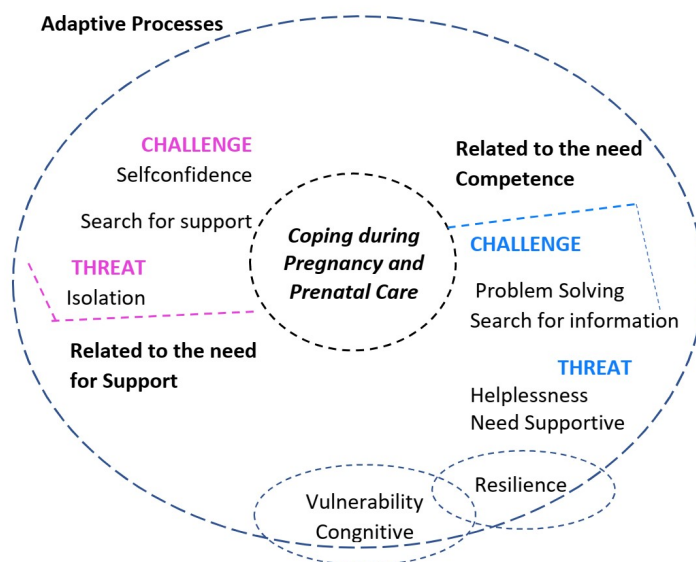 Adaptive Processes
CHALLENGE
Selfconfidence
Search for support
THREAT
Isolation
Related to the need
for Support
Coping during
Pregnancy and
Prenatal Care
Related to the need
Competence
CHALLENGE
Problem Solving
Search for information
THREAT
Helplessness
Need Supportive
Vulnerability
Congnitive
Resilience